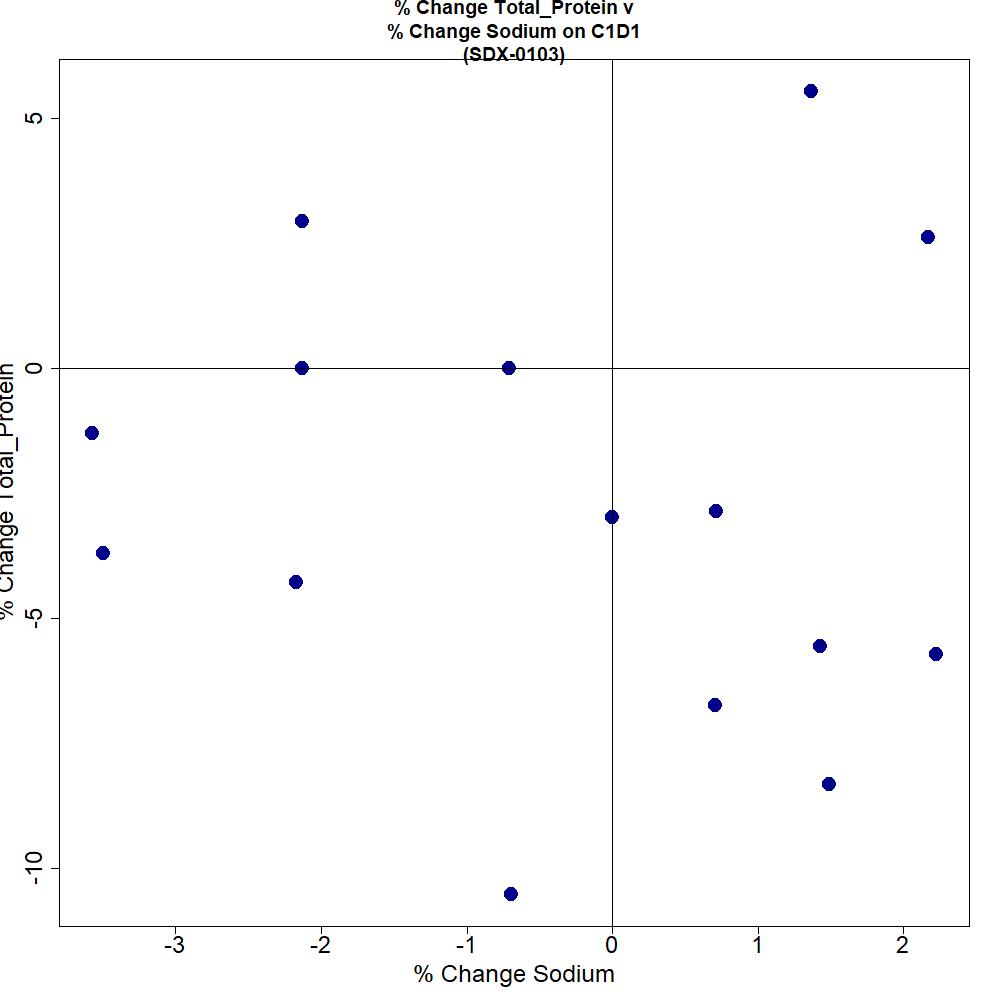 % Change Total_Protein v
% Change Sodium on C1D1
(SDX-0103)
5
0
-5
-10
% Change Total_Protein
-3
-2
-1
0
1
2
% Change Sodium